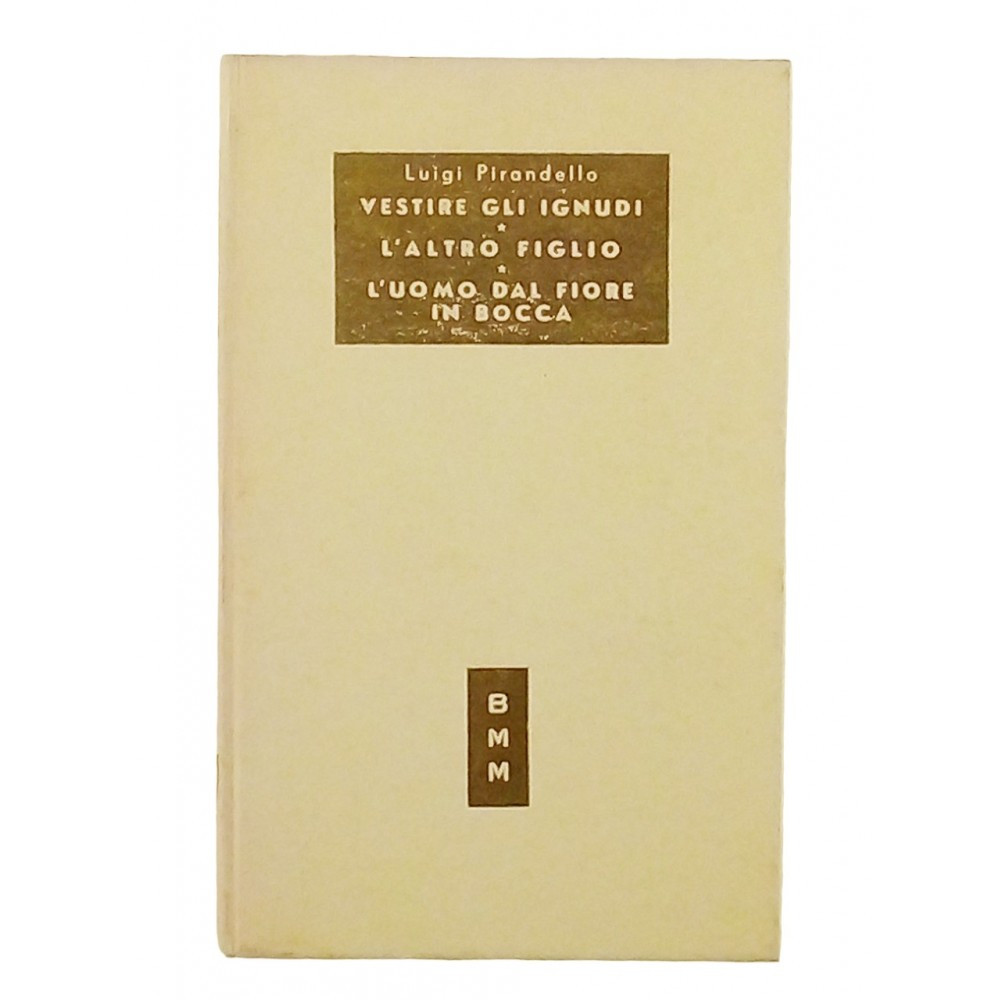 Luigi Pirandello
VESTIRE GLI IGNUDI
*
L'ALTRO FIGLIO
*
L'UOMO DAL FIORE
IN BOCCA
B
M
M